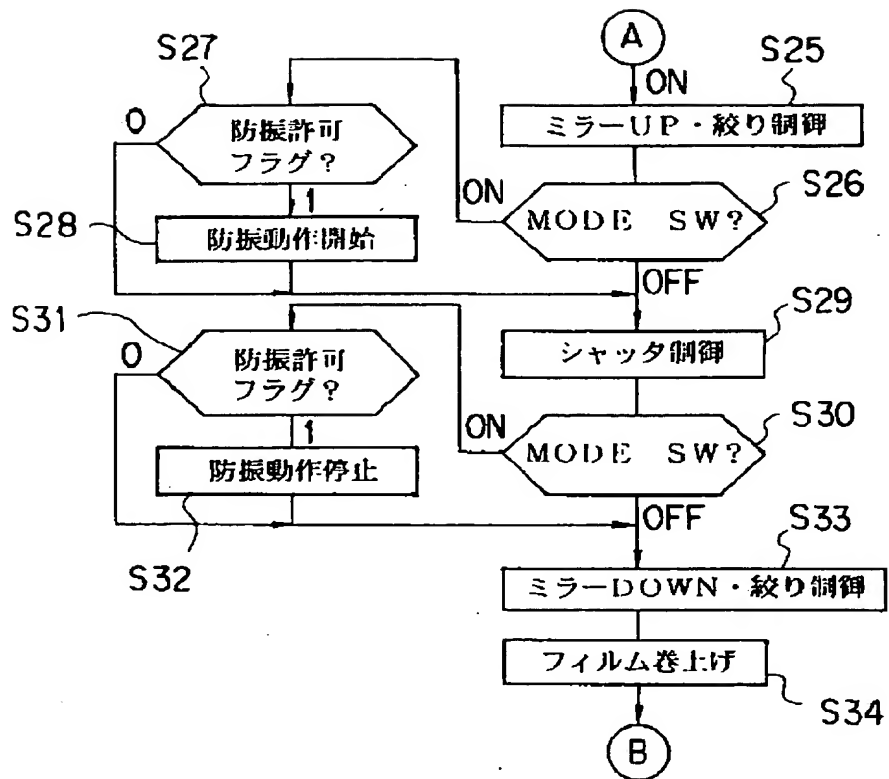 A
ON
S25
ミラーUP・絞り制御
S26
MODE SW?
ON
OFF
S27
防振許可
フラグ?
0
1
S28
防振動作開始
S29
シャッタ制御
S30
MODE SW?
ON
OFF
S31
防振許可
フラグ?
0
1
防振動作停止
S32
S33
ミラーDOWN・絞り制御
フィルム巻上げ
S34
B